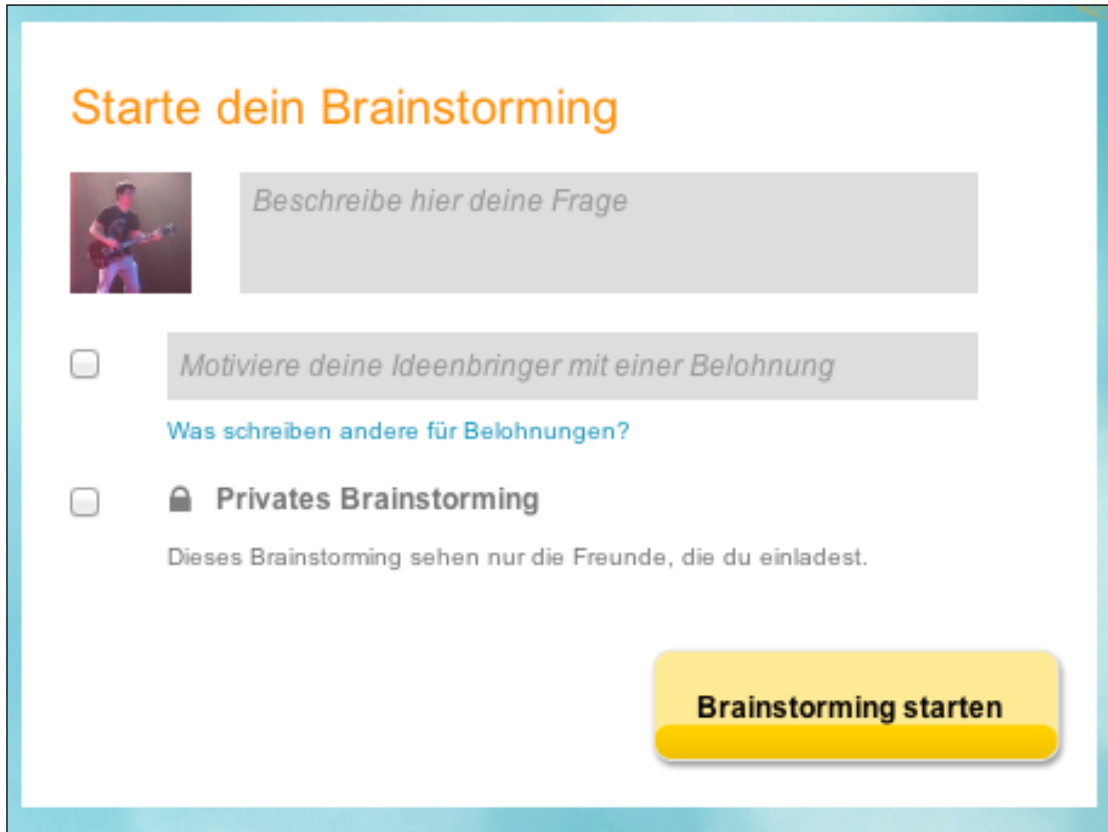 Starte dein Brainstorming
Beschreibe hier deine Frage
Motiviere deine Ideenbringer mit einer Belohnung
Was schreiben andere für Belohnungen?
Privates Brainstorming
Dieses Brainstorming sehen nur die Freunde, die du einladest.
Brainstorming starten